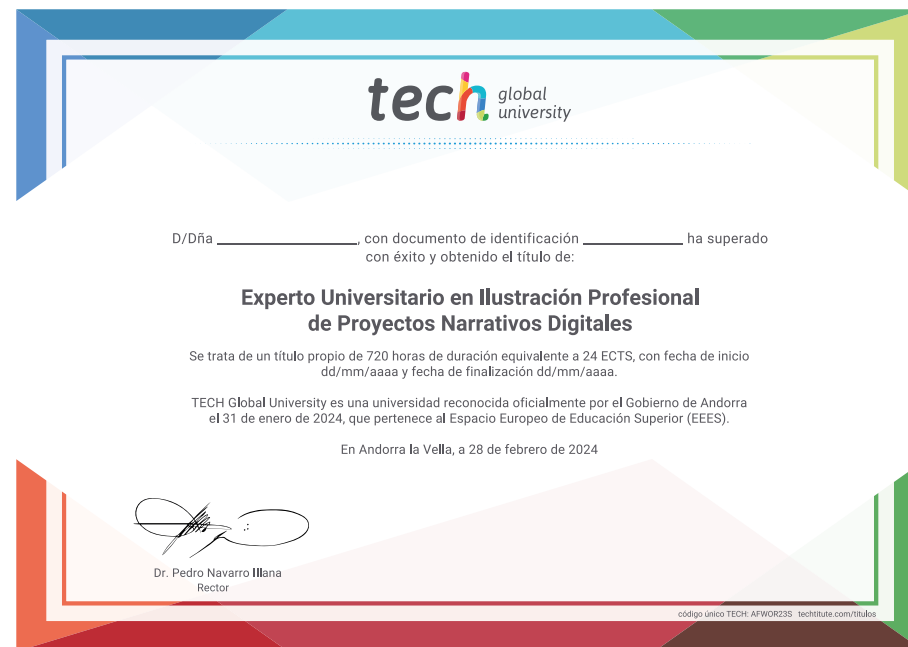 tech global university
D/Dña ____________, con documento de identificación ____________ ha superado
con éxito y obtenido el título de:
Experto Universitario en Ilustración Profesional
de Proyectos Narrativos Digitales
Se trata de un título propio de 720 horas de duración equivalente a 24 ECTS, con fecha de inicio
dd/mm/aaaa y fecha de finalización dd/mm/aaaa.
TECH Global University es una universidad reconocida oficialmente por el Gobierno de Andorra
el 31 de enero de 2024, que pertenece al Espacio Europeo de Educación Superior (EEES).
En Andorra la Vella, a 28 de febrero de 2024
Dr. Pedro Navarro Illana
Rector
código único TECH: AFWOR23S techtitute.com/titulos